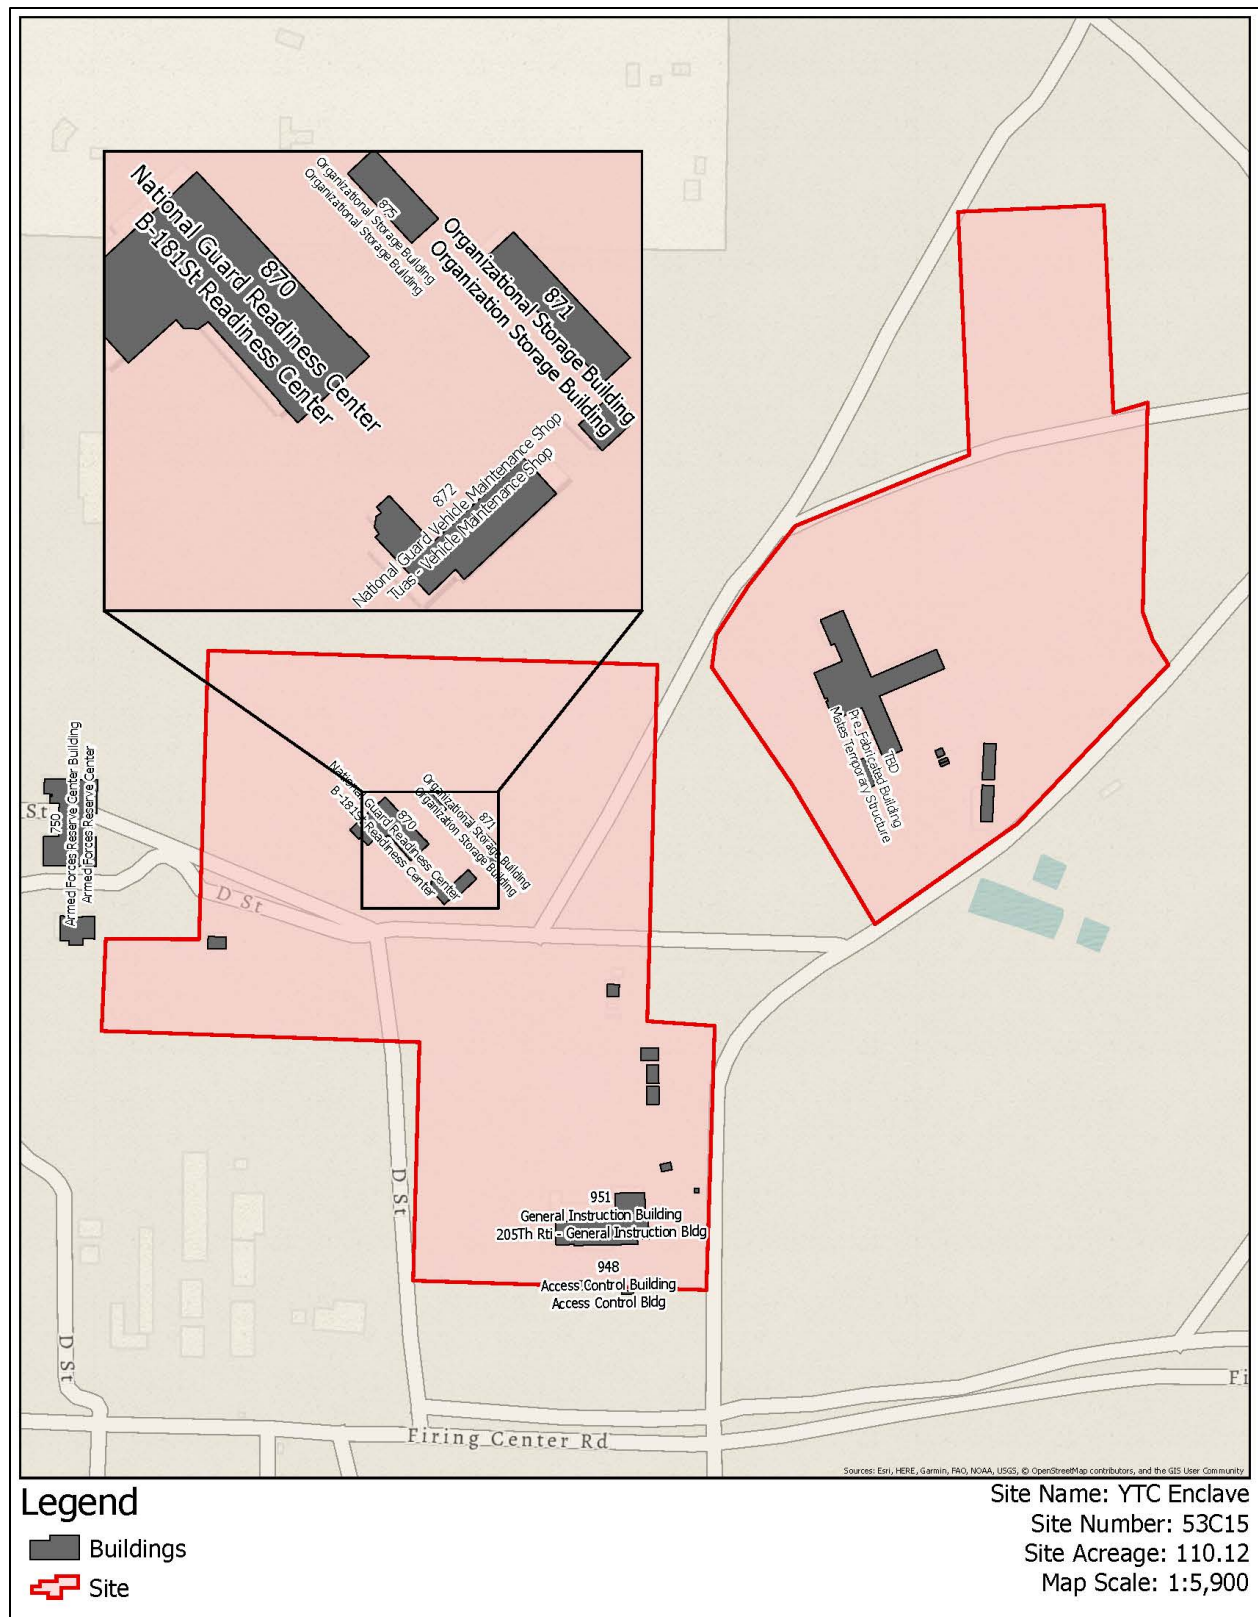 National Guard Readiness Center
B-181St Readiness Center
870
Organizational Storage Building
Organizational Storage Building
875
Organizational Storage Building
Organization Storage Building
871
872
National Guard Vehicle Maintenance Shop
Tuas - Vehicle Maintenance Shop
St
750
Armed Forces Reserve Center Building
Armed Forces Reserve Center
D St
870
National Guard Readiness Center
B-181St Readiness Center
871
Organizational Storage Building
Organization Storage Building
TBD
Pre_Fabricated Building
Mates Temporary Structure
D St
951
General Instruction Building
205Th Rti - General Instruction Bldg
948
Access Control Building
Access Control Bldg
D St
Firing Center Rd
Fi
Sources: Esri, HERE, Garmin, FAO, NOAA, USGS, © OpenStreetMap contributors, and the GIS User Community
Legend
Buildings
Site
Site Name: YTC Enclave
Site Number: 53C15
Site Acreage: 110.12
Map Scale: 1:5,900